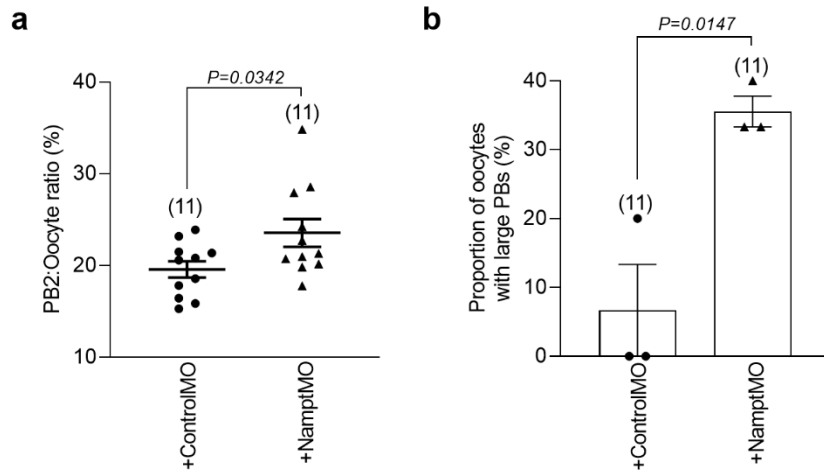 a
P=0.0342
PB2:Oocyte ratio (%)
40
30
20
10
(11)
(11)
+ControlMO
+NamptMO
b
P=0.0147
Proportion of oocytes
with large PBs (%)
40
30
20
10
0
(11)
(11)
+ControlMO
+NamptMO